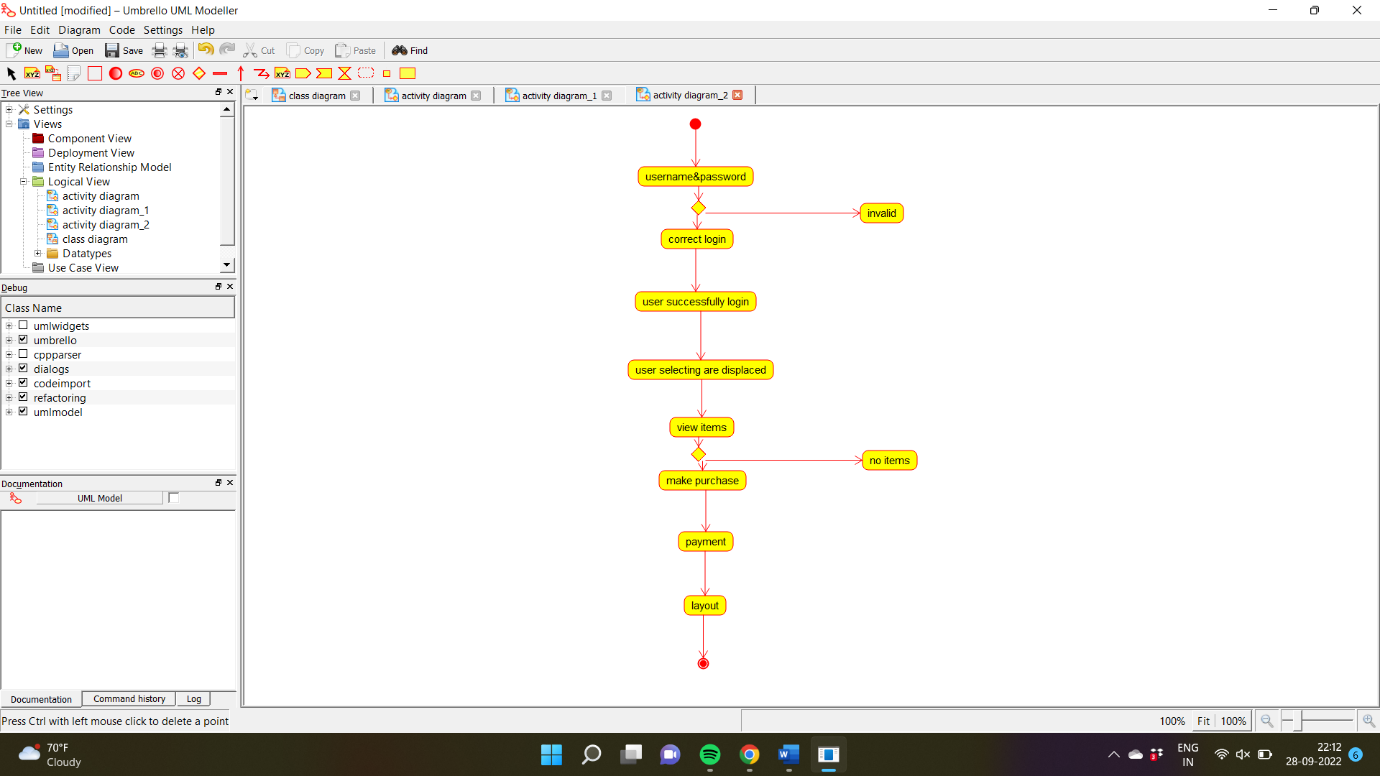 Untitled [modified] – Umbrello UML Modeller
File Edit Diagram Code Settings Help
New Open Save Cut Copy Paste Find
XYZ ABC XYZ
Tree View
class diagram activity diagram activity diagram_1 activity diagram_2
Settings
Views
Component View
Deployment View
Entity Relationship Model
Logical View
activity diagram
activity diagram_1
activity diagram_2
class diagram
Datatypes
Use Case View
Debug
Class Name
umlwidgets
umbrello
cppparser
dialogs
codeimport
refactoring
umlmodel
Documentation
UML Model
Documentation Command history Log
username&password
invalid
correct login
user successfully login
user selecting are displaced
view items
no items
make purchase
payment
layout
Press Ctrl with left mouse click to delete a point
100% Fit 100%
70°F
Cloudy
W
3
ENG
IN
22:12
28-09-2022
6